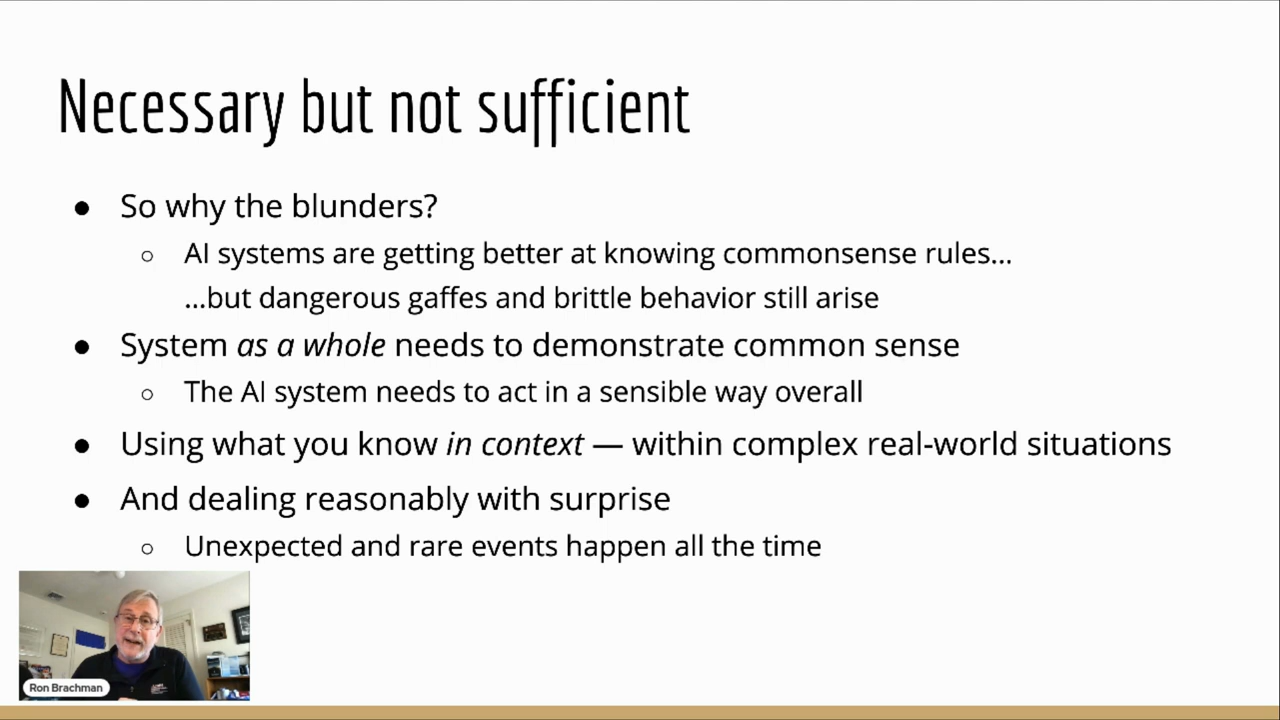 Necessary but not sufficient
● So why the blunders?
○ AI systems are getting better at knowing commonsense rules...
...but dangerous gaffes and brittle behavior still arise
● System as a whole needs to demonstrate common sense
○ The AI system needs to act in a sensible way overall
● Using what you know in context — within complex real-world situations
● And dealing reasonably with surprise
○ Unexpected and rare events happen all the time
Ron Brachman